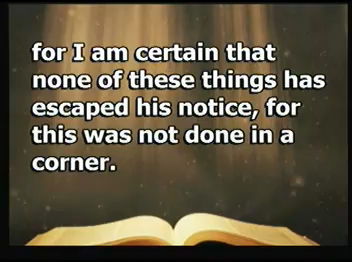 for I am certain that
none of these things has
escaped his notice, for
this was not done in a
corner.